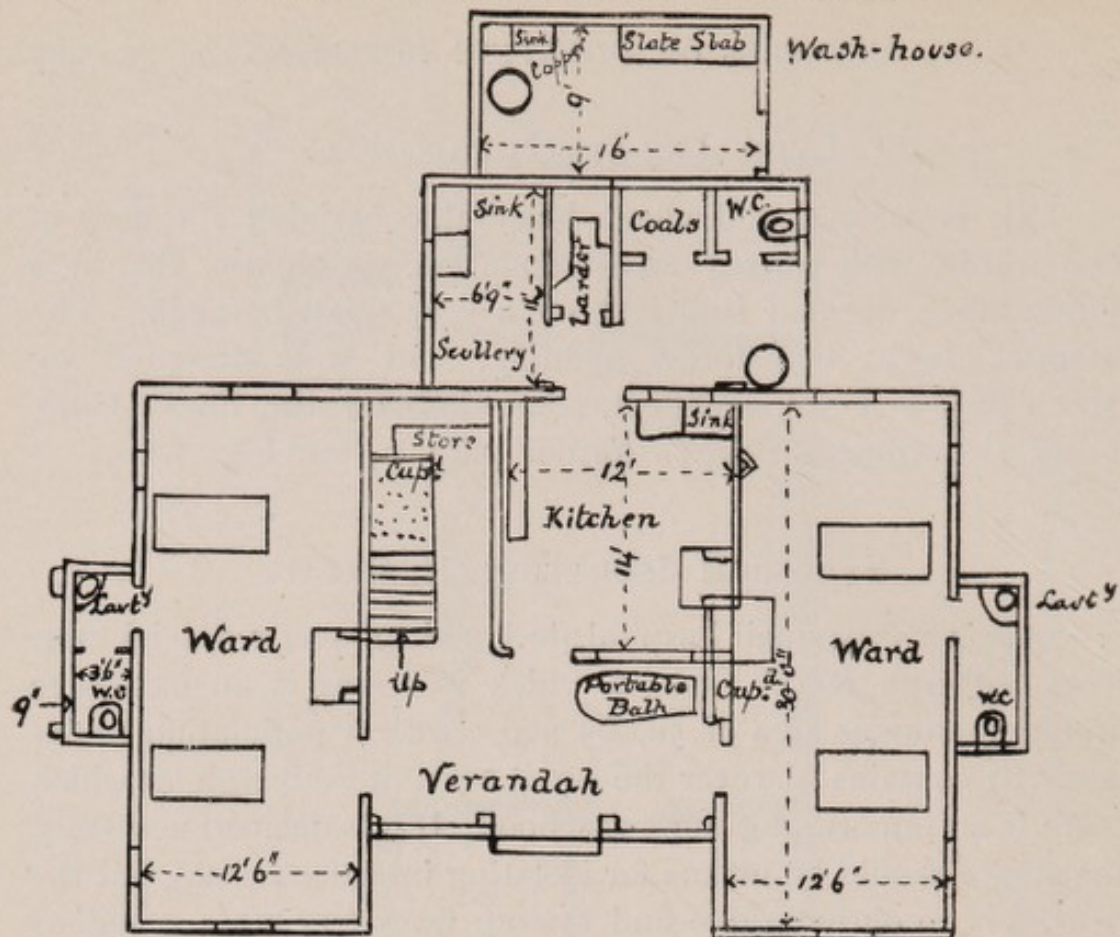 Sink
Slate Slab
Wash-house.
Copper
9'
16'
Sink
Coals
W.C.
Larder
6'9"
Scullery
Store
Cupd.
Sink
12'
Kitchen
14'
Lavty
Ward
Up
3'6"
W.C
9"
Portable
Bath
Cupd.
30'0"
Ward
Lavty
W.C
Verandah
12'6"
12'6"